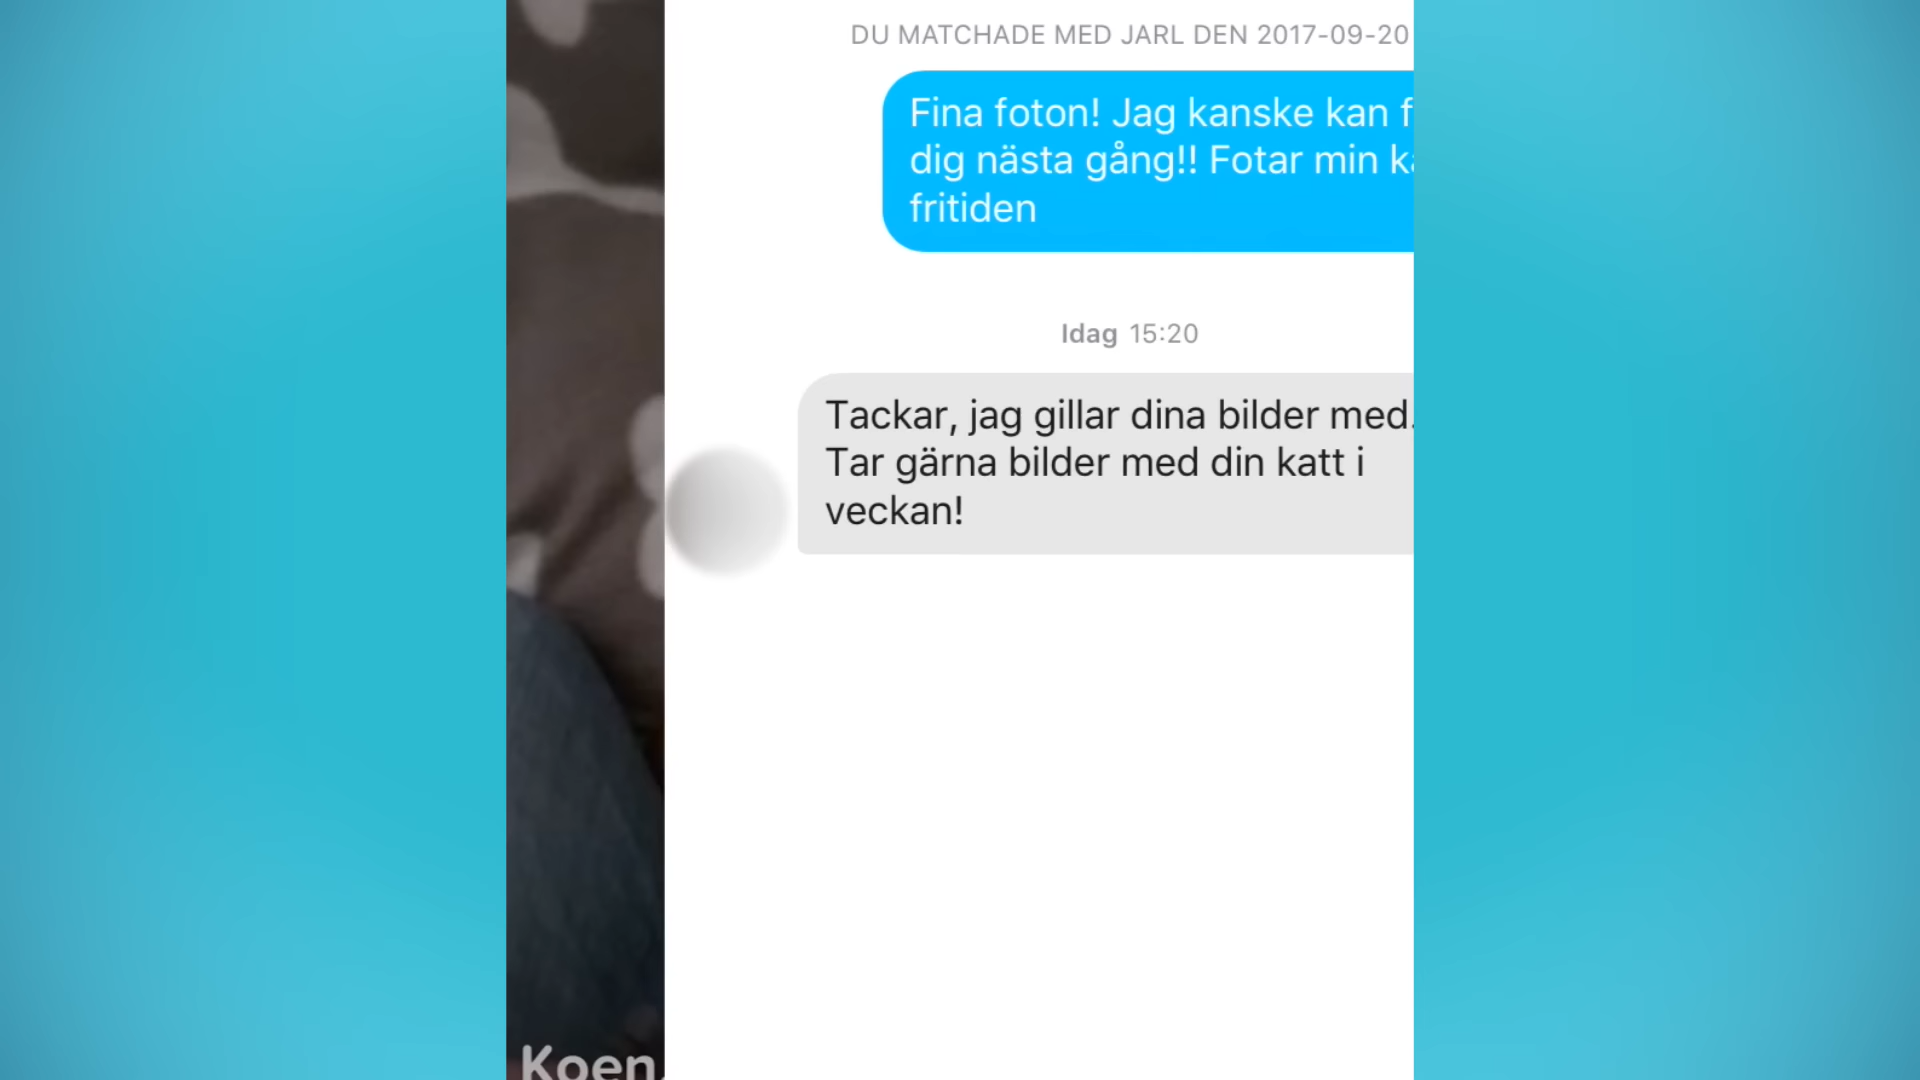 DU MATCHADE MED JARL DEN 2017-09-20
Fina foton! Jag kanske kan
dig nästa gång!! Fotar min
fritiden
Idag 15:20
Tackar, jag gillar dina bilder med.
Tar gärna bilder med din katt i
veckan!
Koen